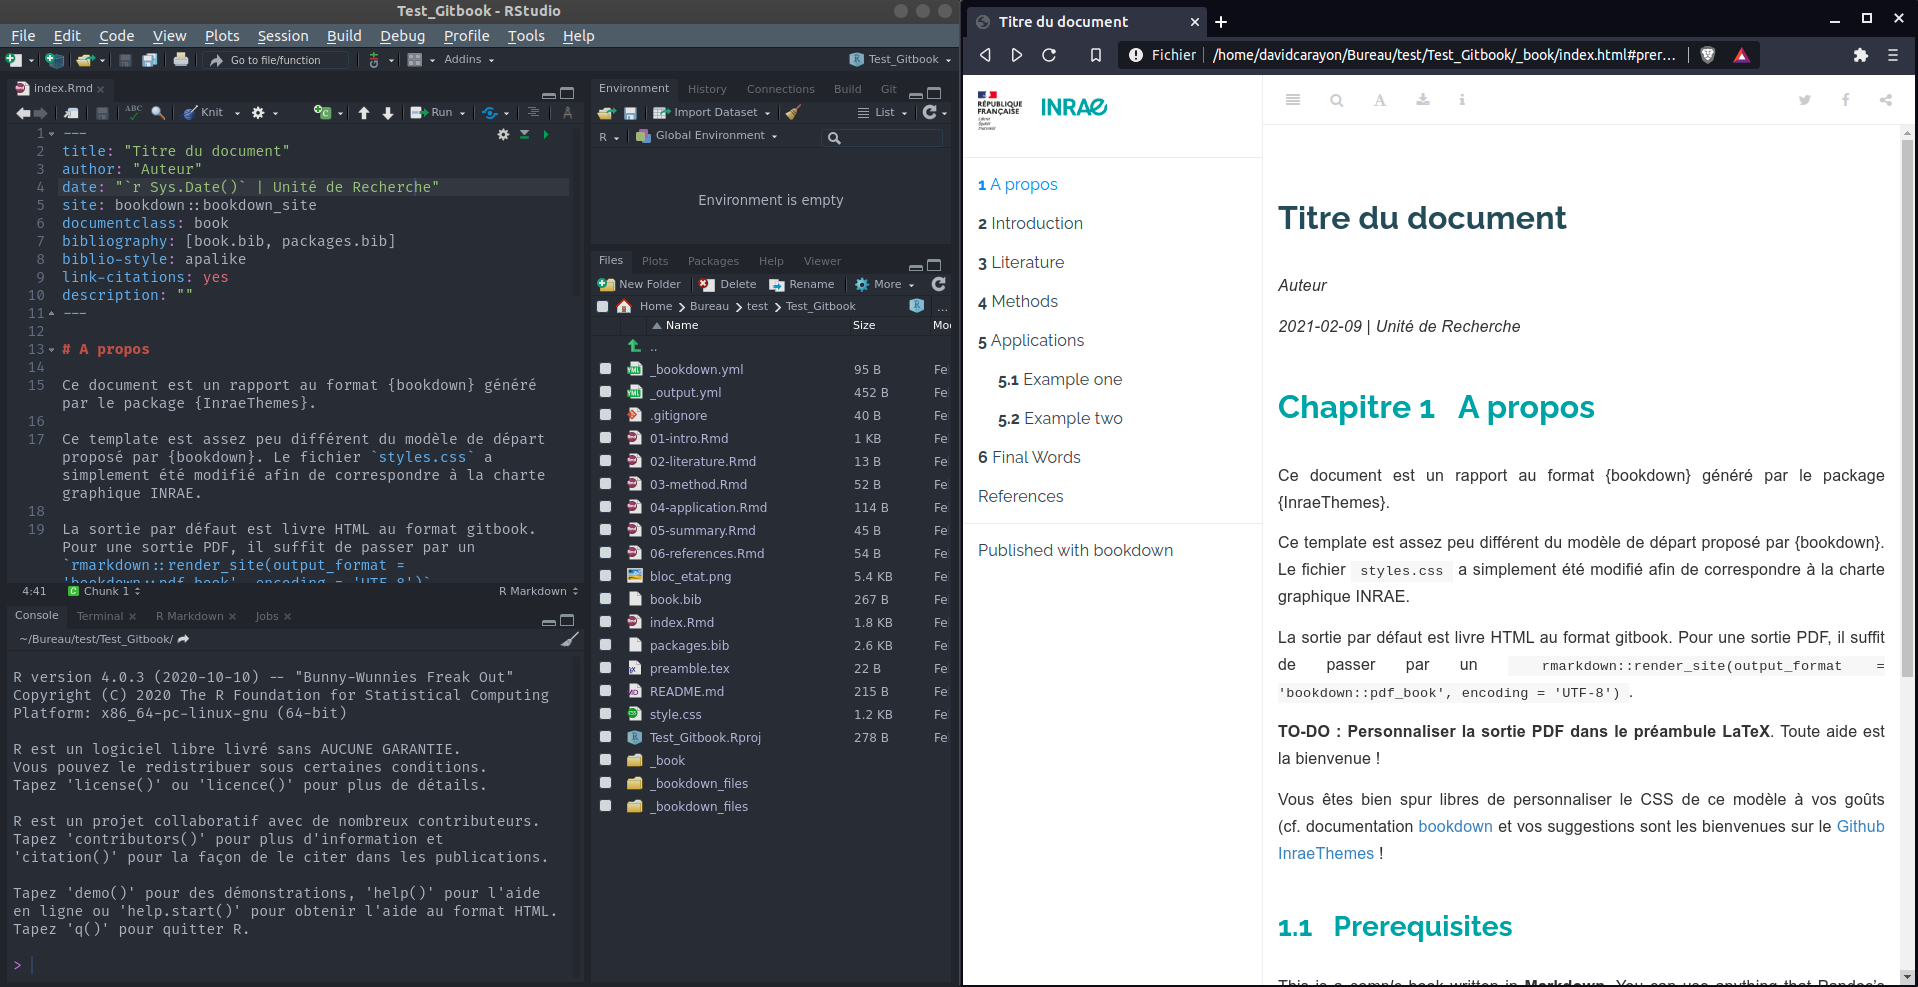 Test_Gitbook - RStudio
File Edit Code View Plots Session Build Debug Profile Tools Help
Go to file/function Addins Test_Gitbook
index.Rmd
ABC Knit Run
1 ---
2 title: "Titre du document"
3 author: "Auteur"
4 date: "`r Sys.Date()` | Unité de Recherche"
5 site: bookdown::bookdown_site
6 documentclass: book
7 bibliography: [book.bib, packages.bib]
8 biblio-style: apalike
9 link-citations: yes
10 description: ""
11 ---
12
13 # A propos
14
15 Ce document est un rapport au format {bookdown} généré
par le package {InraeThemes}.
16
17 Ce template est assez peu différent du modèle de départ
proposé par {bookdown}. Le fichier `styles.css` a
simplement été modifié afin de correspondre à la charte
graphique INRAE.
18
19 La sortie par défaut est livre HTML au format gitbook.
Pour une sortie PDF, il suffit de passer par un
`rmarkdown::render_site(output_format =
'bookdown::pdf_book', encoding = 'UTF-8')`
4:41 Chunk 1 R Markdown
Console Terminal R Markdown Jobs
~/Bureau/test/Test_Gitbook/
R version 4.0.3 (2020-10-10) -- "Bunny-Wunnies Freak Out"
Copyright (C) 2020 The R Foundation for Statistical Computing
Platform: x86_64-pc-linux-gnu (64-bit)
R est un logiciel libre livré sans AUCUNE GARANTIE.
Vous pouvez le redistribuer sous certaines conditions.
Tapez 'license()' ou 'licence()' pour plus de détails.
R est un projet collaboratif avec de nombreux contributeurs.
Tapez 'contributors()' pour plus d'information et
'citation()' pour la façon de le citer dans les publications.
Tapez 'demo()' pour des démonstrations, 'help()' pour l'aide
en ligne ou 'help.start()' pour obtenir l'aide au format HTML.
Tapez 'q()' pour quitter R.
>
Environment History Connections Build Git
Import Dataset List
R Global Environment
Environment is empty
Files Plots Packages Help Viewer
New Folder Delete Rename More
Home Bureau test Test_Gitbook ...
Name Size Mo
..
_bookdown.yml 95 B Fe
_output.yml 452 B Fe
.gitignore 40 B Fe
01-intro.Rmd 1 KB Fe
02-literature.Rmd 13 B Fe
03-method.Rmd 52 B Fe
04-application.Rmd 114 B Fe
05-summary.Rmd 45 B Fe
06-references.Rmd 54 B Fe
bloc_etat.png 5.4 KB Fe
book.bib 267 B Fe
index.Rmd 1.8 KB Fe
packages.bib 2.6 KB Fe
preamble.tex 22 B Fe
README.md 215 B Fe
style.css 1.2 KB Fe
Test_Gitbook.Rproj 278 B Fe
_book
_bookdown_files
_bookdown_files
Titre du document
Fichier /home/davidcarayon/Bureau/test/Test_Gitbook/_book/index.html#prer...
RÉPUBLIQUE
FRANÇAISE
Liberté
Égalité
Fraternité
INRAE
1 A propos
2 Introduction
3 Literature
4 Methods
5 Applications
5.1 Example one
5.2 Example two
6 Final Words
References
Published with bookdown
Titre du document
Auteur
2021-02-09 | Unité de Recherche
Chapitre 1 A propos
Ce document est un rapport au format {bookdown} généré par le package
{InraeThemes}.
Ce template est assez peu différent du modèle de départ proposé par {bookdown}.
Le fichier styles.css a simplement été modifié afin de correspondre à la charte
graphique INRAE.
La sortie par défaut est livre HTML au format gitbook. Pour une sortie PDF, il suffit
de passer par un rmarkdown::render_site(output_format =
'bookdown::pdf_book', encoding = 'UTF-8') .
TO-DO : Personnaliser la sortie PDF dans le préambule LaTeX. Toute aide est
la bienvenue !
Vous êtes bien spur libres de personnaliser le CSS de ce modèle à vos goûts
(cf. documentation bookdown et vos suggestions sont les bienvenues sur le Github
InraeThemes !
1.1 Prerequisites
This is a sample book written in Markdown. You can use anything that Pandoc's